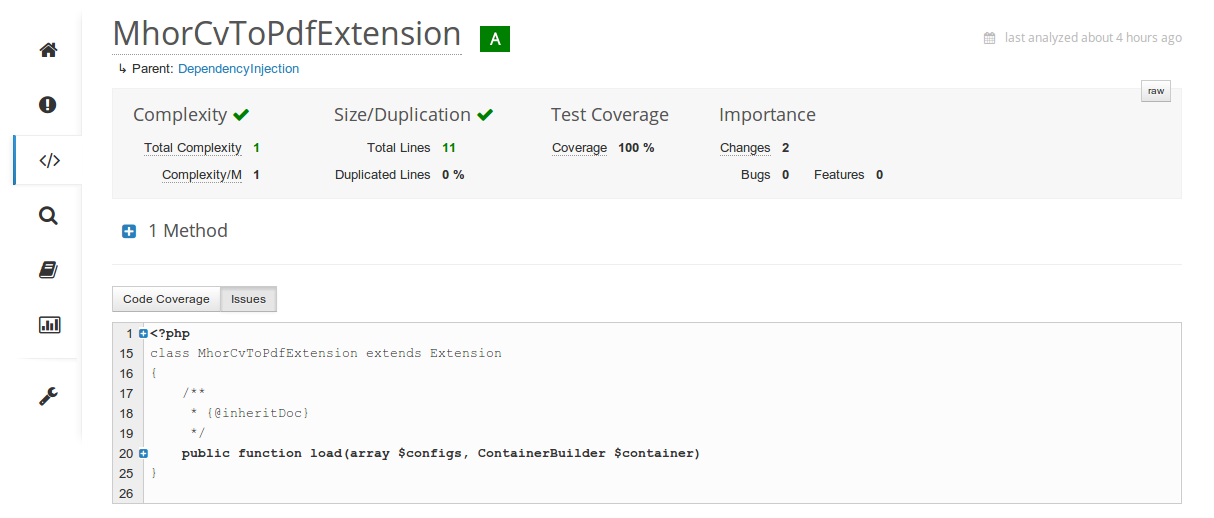 MhorCvToPdfExtension A
last analyzed about 4 hours ago
↳ Parent: DependencyInjection
raw
Complexity Size/Duplication Test Coverage Importance
Total Complexity 1 Total Lines 11 Coverage 100 % Changes 2
Complexity/M 1 Duplicated Lines 0 % Bugs 0 Features 0
1 Method
Code Coverage Issues
1 <?php
15 class MhorCvToPdfExtension extends Extension
16 {
17 /**
18 * {@inheritDoc}
19 */
20 public function load(array $configs, ContainerBuilder $container)
25 }
26